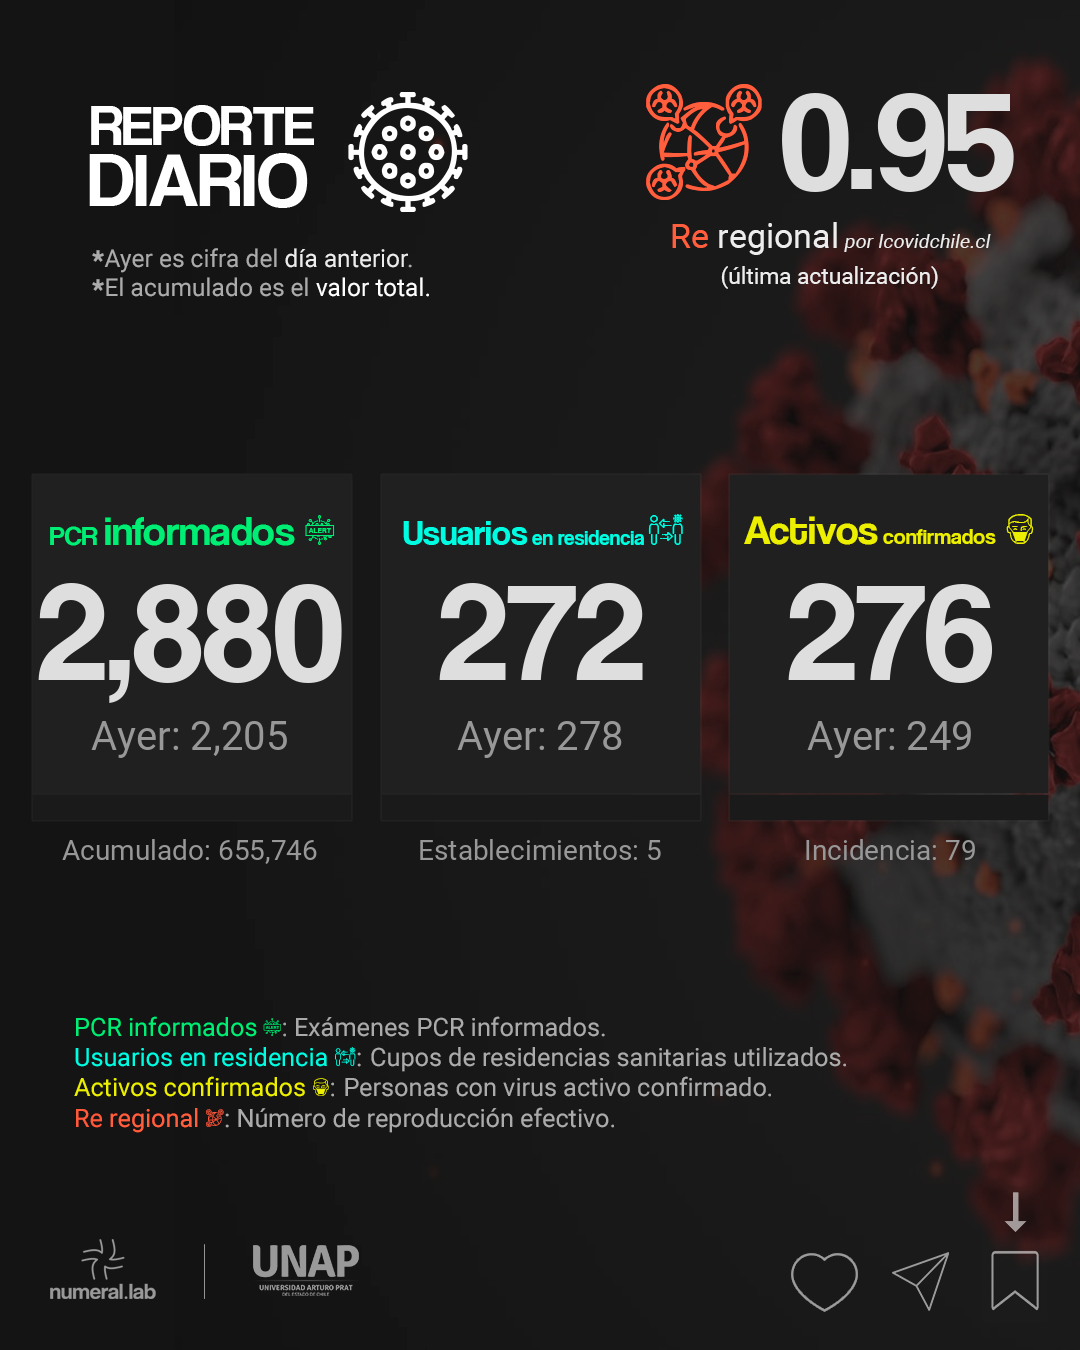 REPORTE
DIARIO
*Ayer es cifra del día anterior.
*El acumulado es el valor total.
0.95
Re regional por Icovidchile.cl
(última actualización)
PCR informados ALERT
2,880
Ayer: 2,205
Acumulado: 655,746
Usuarios en residencia
272
Ayer: 278
Establecimientos: 5
Activos confirmados
276
Ayer: 249
Incidencia: 79
PCR informados ALERT: Exámenes PCR informados.
Usuarios en residencia: Cupos de residencias sanitarias utilizados.
Activos confirmados: Personas con virus activo confirmado.
Re regional: Número de reproducción efectivo.
numeral.lab
UNAP
UNIVERSIDAD ARTURO PRAT
DEL ESTADO DE CHILE